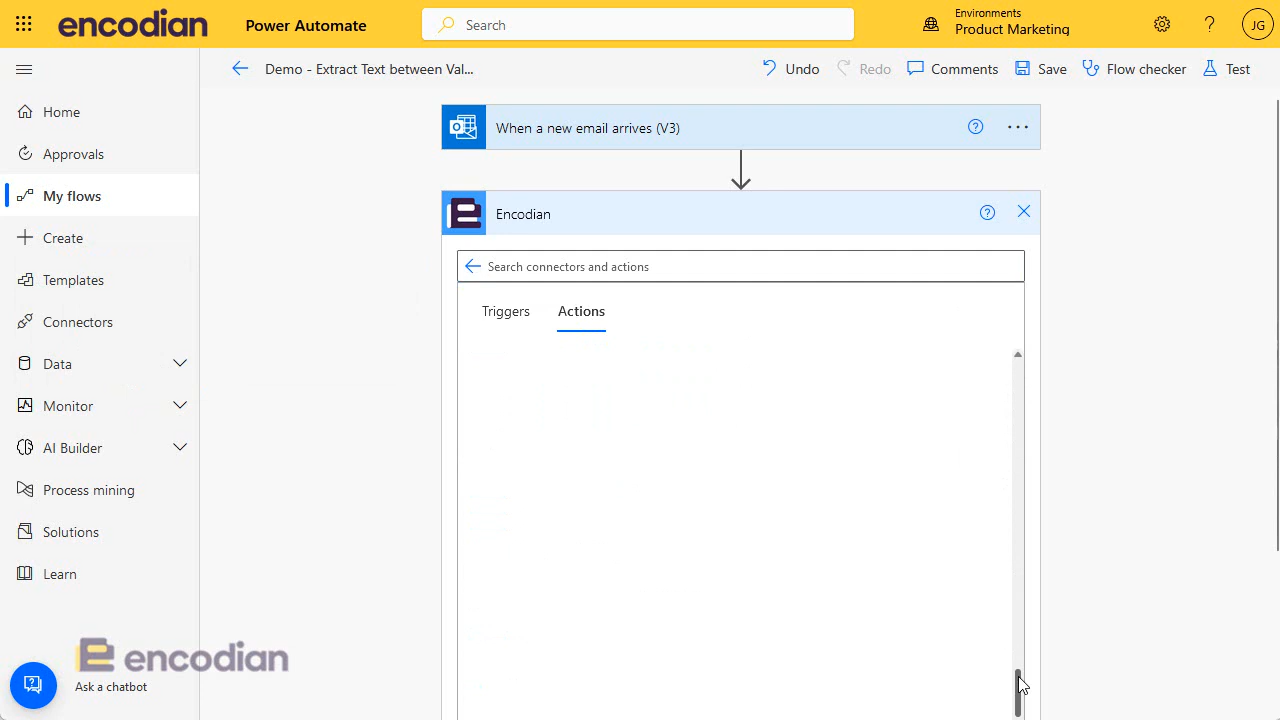 encodian
Power Automate
Search
Environments
Product Marketing
JG
Demo - Extract Text between Val...
Undo
Redo
Comments
Save
Flow checker
Test
Home
Approvals
My flows
Create
Templates
Connectors
Data
Monitor
AI Builder
Process mining
Solutions
Learn
When a new email arrives (V3)
Encodian
Search connectors and actions
Triggers
Actions
encodian
Ask a chatbot